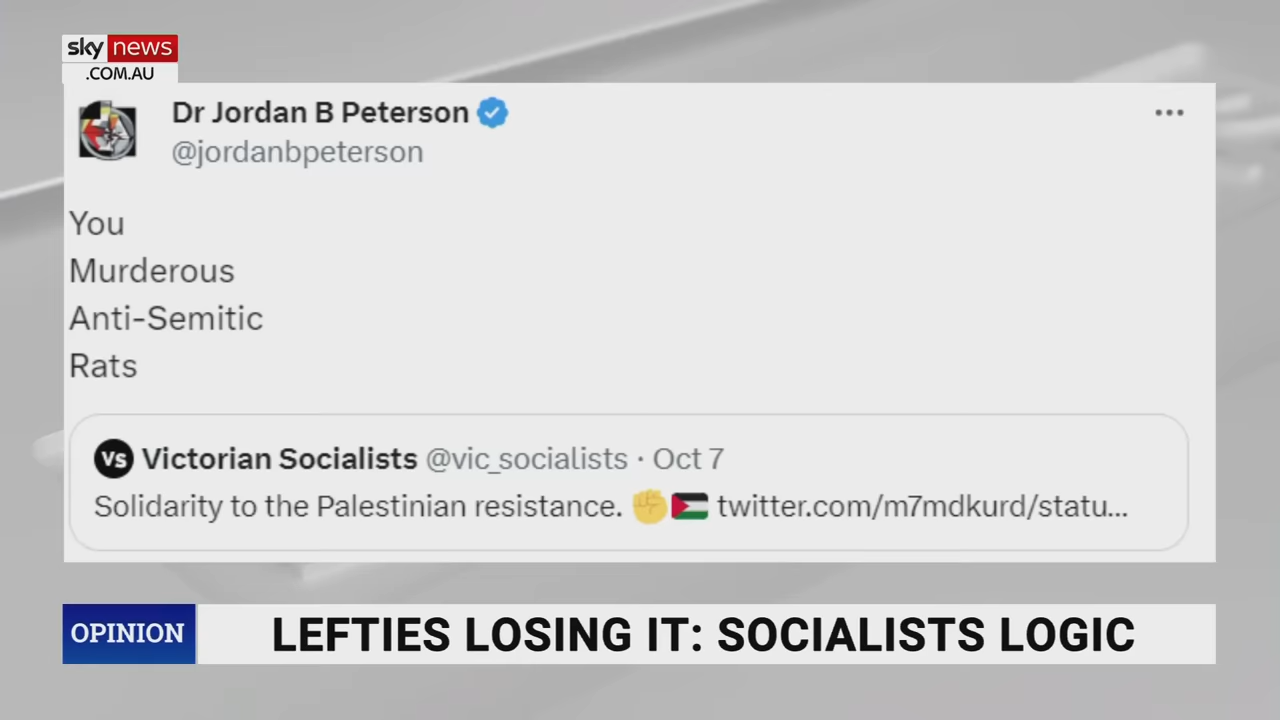 sky news
.COM.AU
Dr Jordan B Peterson
@jordanbpeterson
You
Murderous
Anti-Semitic
Rats
VS Victorian Socialists @vic_socialists · Oct 7
Solidarity to the Palestinian resistance. ✊🇵🇸 twitter.com/m7mdkurd/statu...
OPINION LEFTIES LOSING IT: SOCIALISTS LOGIC